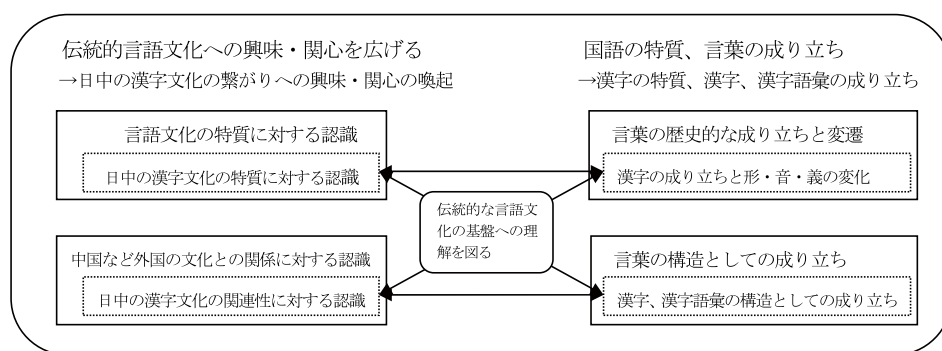 伝統的言語文化への興味・関心を広げる
→日中の漢字文化の繋がりへの興味・関心の喚起
国語の特質、言葉の成り立ち
→漢字の特質、漢字、漢字語彙の成り立ち
言語文化の特質に対する認識
日中の漢字文化の特質に対する認識
言葉の歴史的な成り立ちと変遷
漢字の成り立ちと形・音・義の変化
伝統的な言語文
化の基盤への理
解を図る
中国など外国の文化との関係に対する認識
日中の漢字文化の関連性に対する認識
言葉の構造としての成り立ち
漢字、漢字語彙の構造としての成り立ち